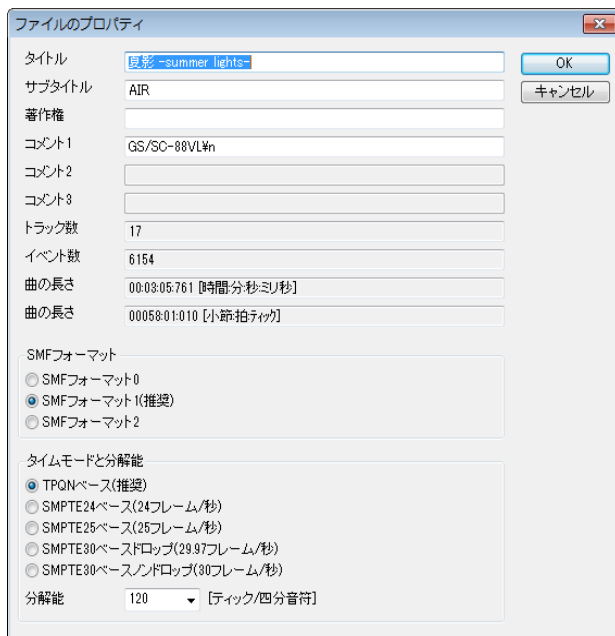 ファイルのプロパティ
タイトル 夏影 -summer lights-
OK
サブタイトル AIR
キャンセル
著作権
コメント1 GS/SC-88VL¥n
コメント2
コメント3
トラック数 17
イベント数 6154
曲の長さ 00:03:05:761 [時間:分:秒:ミリ秒]
曲の長さ 00058:01:010 [小節:拍:ティック]
SMFフォーマット
SMFフォーマット0
SMFフォーマット1(推奨)
SMFフォーマット2
タイムモードと分解能
TPQNベース(推奨)
SMPTE24ベース(24フレーム/秒)
SMPTE25ベース(25フレーム/秒)
SMPTE30ベースドロップ(29.97フレーム/秒)
SMPTE30ベースノンドロップ(30フレーム/秒)
分解能 120 [ティック/四分音符]